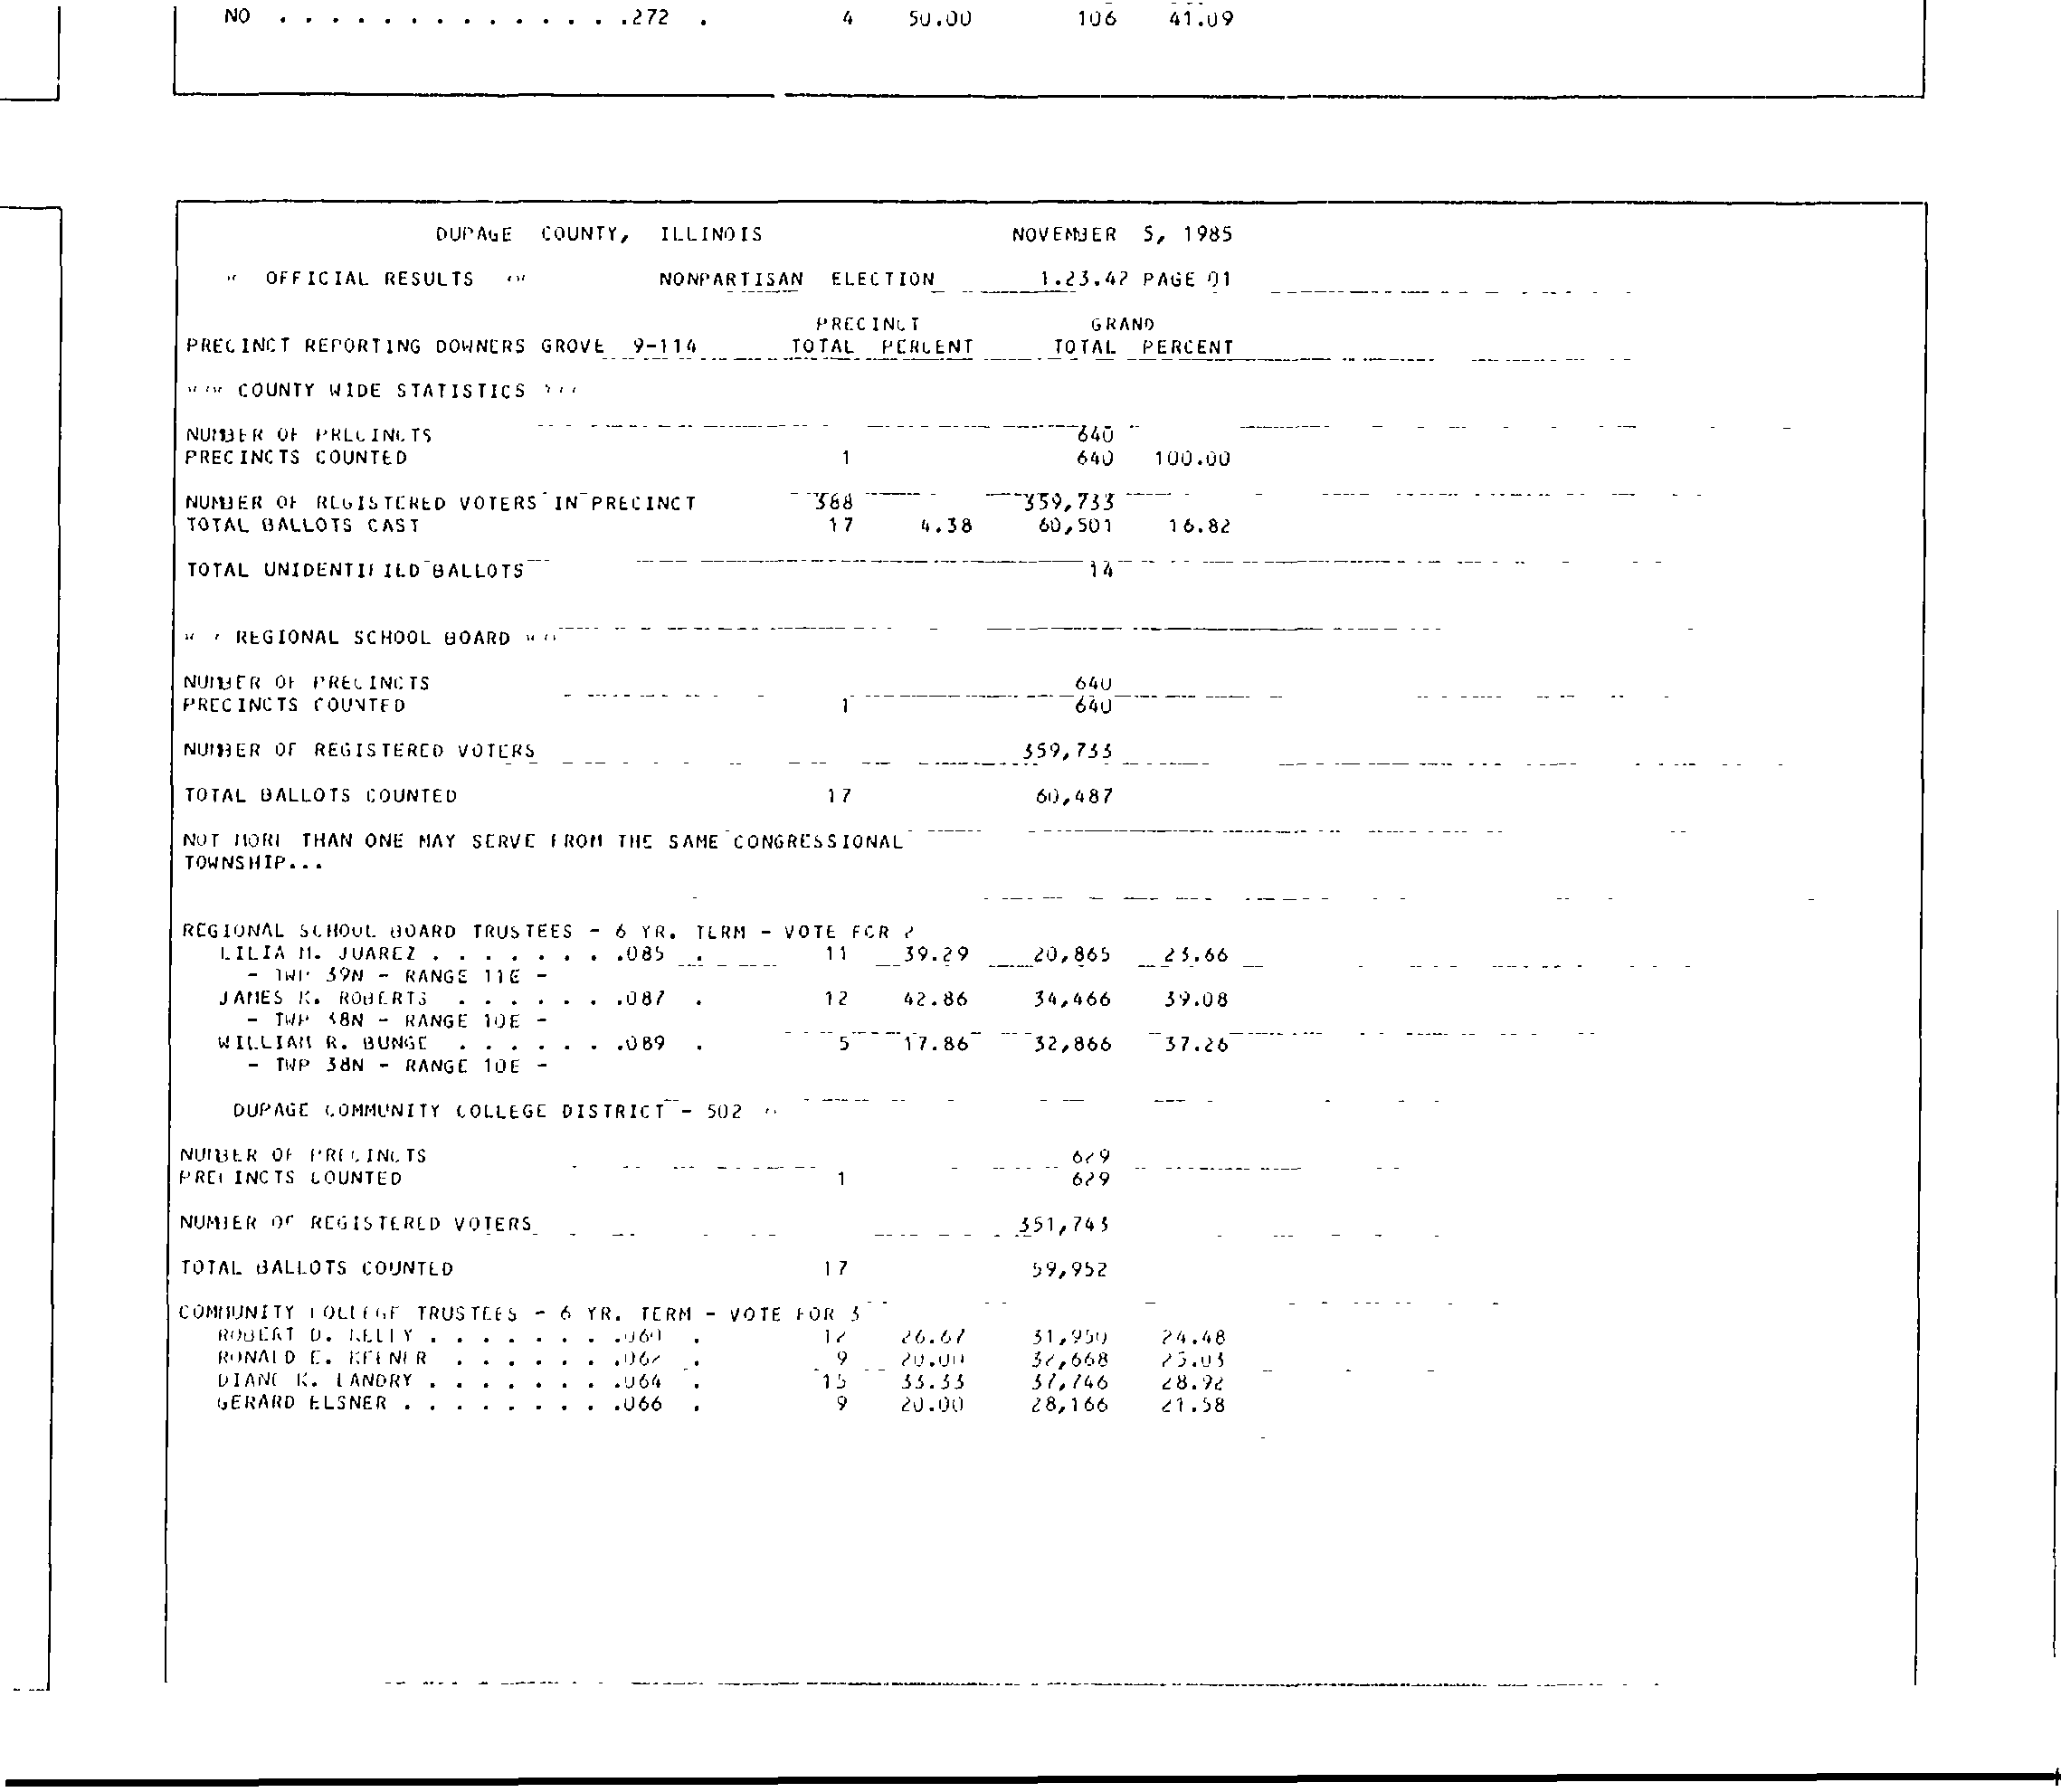 NO . . . . . . . . . . . . . .272 . 4 50.00 106 41.09
DUPAGE COUNTY, ILLINOIS NOVEMBER 5, 1985
OFFICIAL RESULTS NONPARTISAN ELECTION 1.23.42 PAGE 01
PRECINCT GRAND
PRECINCT REPORTING DOWNERS GROVE 9-114 TOTAL PERCENT TOTAL PERCENT
COUNTY WIDE STATISTICS
NUMBER OF PRECINCTS 640
PRECINCTS COUNTED 1 640 100.00
NUMBER OF REGISTERED VOTERS IN PRECINCT 388 359,733
TOTAL BALLOTS CAST 17 4.38 60,501 16.82
TOTAL UNIDENTIFIED BALLOTS 14
REGIONAL SCHOOL BOARD
NUMBER OF PRECINCTS 640
PRECINCTS COUNTED 1 640
NUMBER OF REGISTERED VOTERS 359,733
TOTAL BALLOTS COUNTED 17 60,487
NOT MORE THAN ONE MAY SERVE FROM THE SAME CONGRESSIONAL
TOWNSHIP...
REGIONAL SCHOOL BOARD TRUSTEES - 6 YR. TERM - VOTE FOR 2
LILIA M. JUAREZ . . . . . . . .085 . 11 39.29 20,865 23.66
- TWP 39N - RANGE 11E -
JAMES K. ROBERTS . . . . . . .087 . 12 42.86 34,466 39.08
- TWP 38N - RANGE 10E -
WILLIAM R. BUNGE . . . . . . .089 . 5 17.86 32,866 37.26
- TWP 38N - RANGE 10E -
DUPAGE COMMUNITY COLLEGE DISTRICT - 502
NUMBER OF PRECINCTS 629
PRECINCTS COUNTED 1 629
NUMBER OF REGISTERED VOTERS 351,743
TOTAL BALLOTS COUNTED 17 59,952
COMMUNITY COLLEGE TRUSTEES - 6 YR. TERM - VOTE FOR 3
ROBERT D. KELLY . . . . . . . .060 . 12 26.67 31,950 24.48
RONALD E. KEENER . . . . . . .062 . 9 20.00 32,668 25.03
DIANE K. LANDRY . . . . . . . .064 . 15 33.33 37,746 28.92
GERARD ELSNER . . . . . . . . .066 . 9 20.00 28,166 21.58